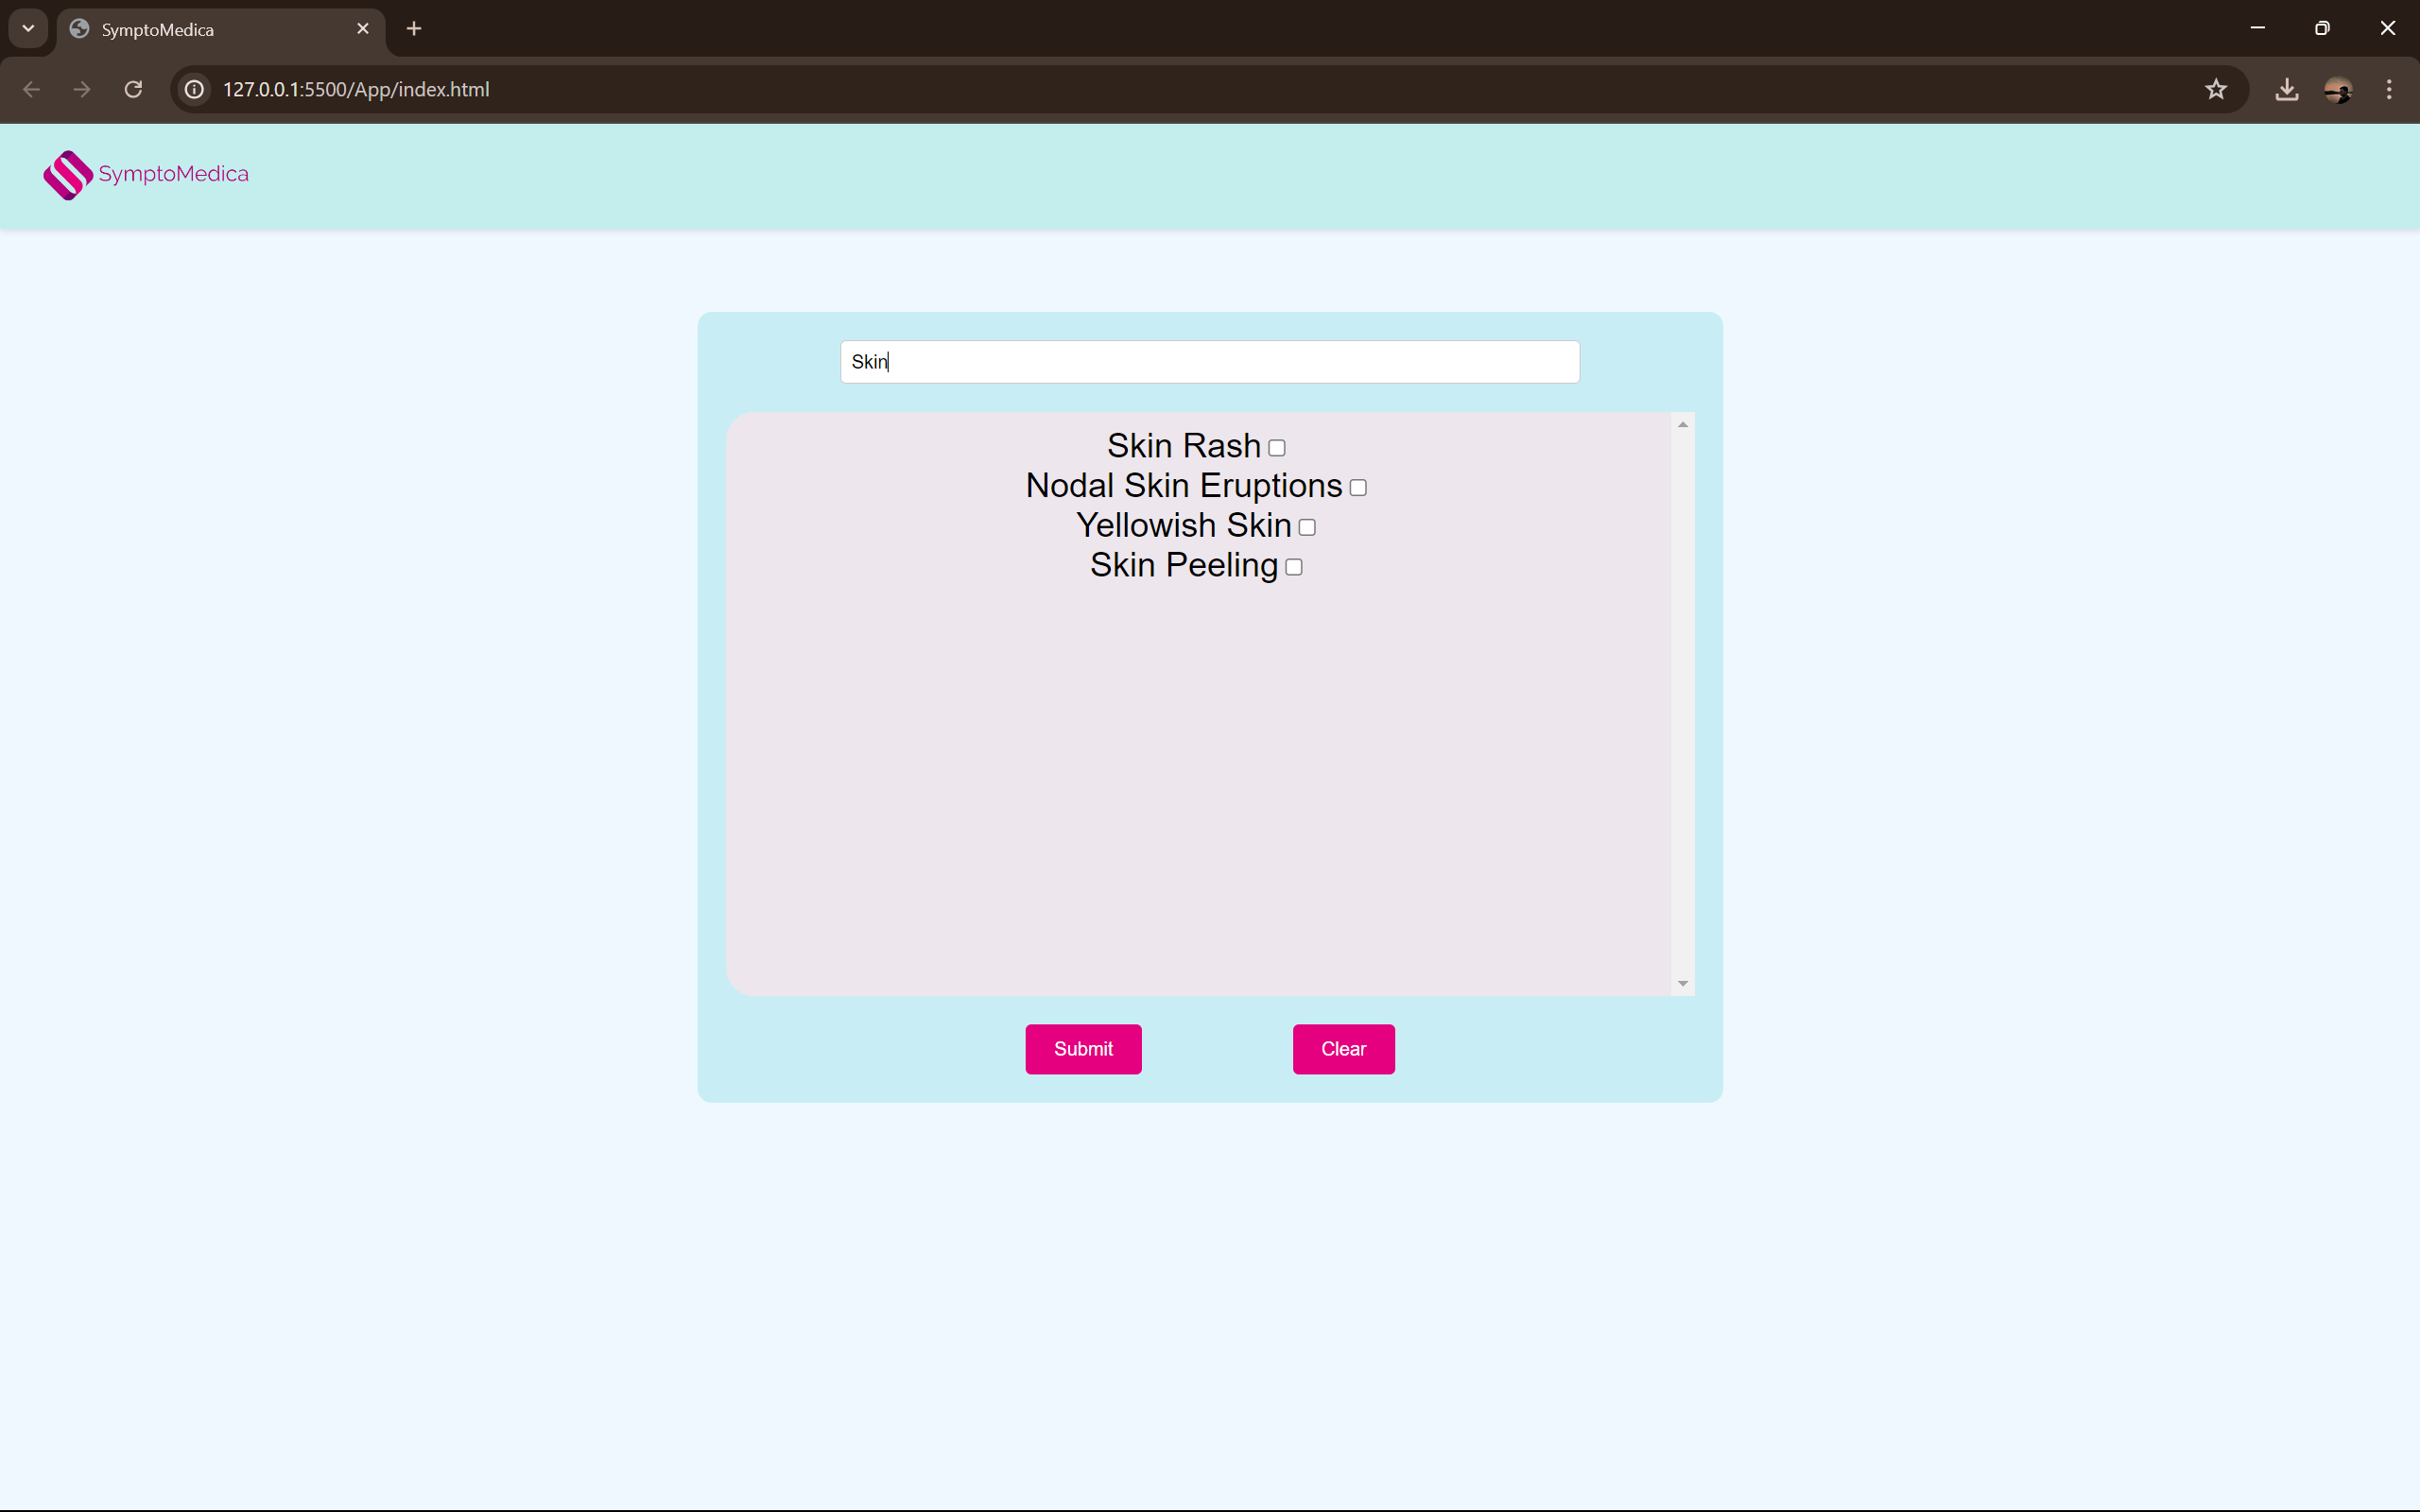 SymptoMedica
127.0.0.1:5500/App/index.html
SymptoMedica
Skin
Skin Rash
Nodal Skin Eruptions
Yellowish Skin
Skin Peeling
Submit
Clear